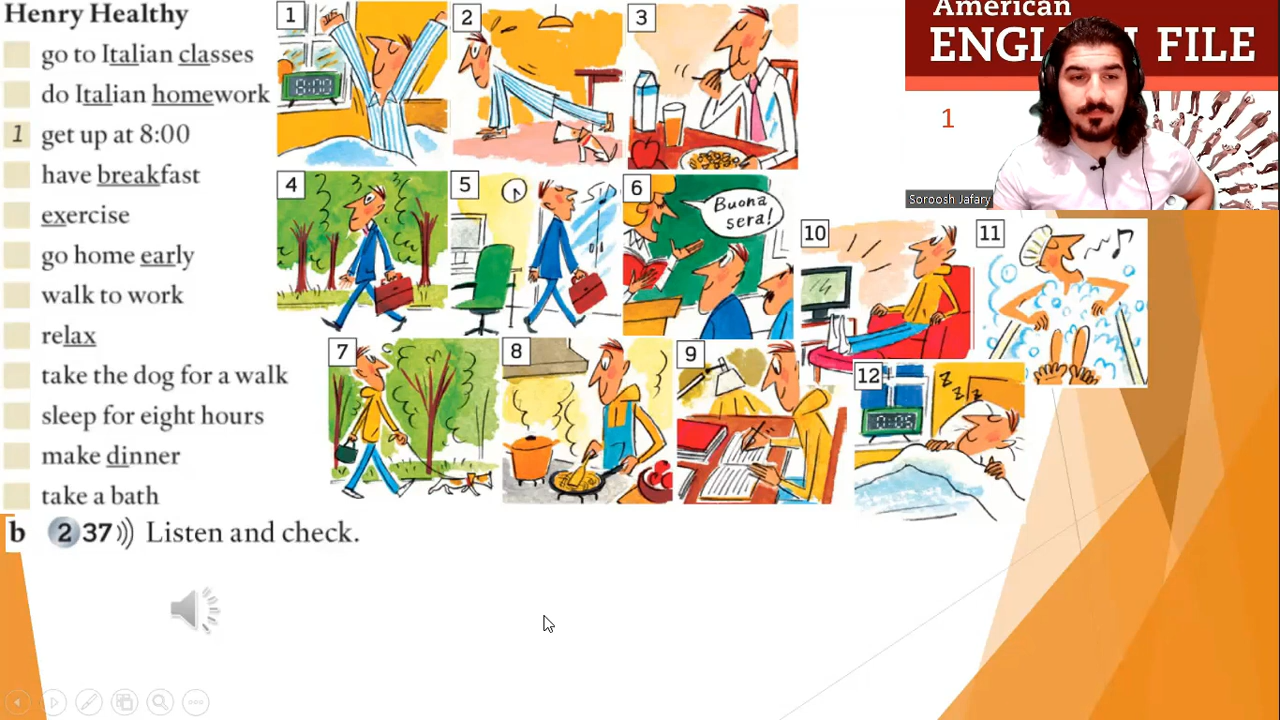 Henry Healthy
go to Italian classes
do Italian homework
1 get up at 8:00
have breakfast
exercise
go home early
walk to work
relax
take the dog for a walk
sleep for eight hours
make dinner
take a bath
b 2 37 Listen and check.
1
8:00
2
3
4
5
6
Buona
sera!
7
8
9
10
11
12
Z Z Z
American
ENGLISH FILE
1
Soroosh Jafary